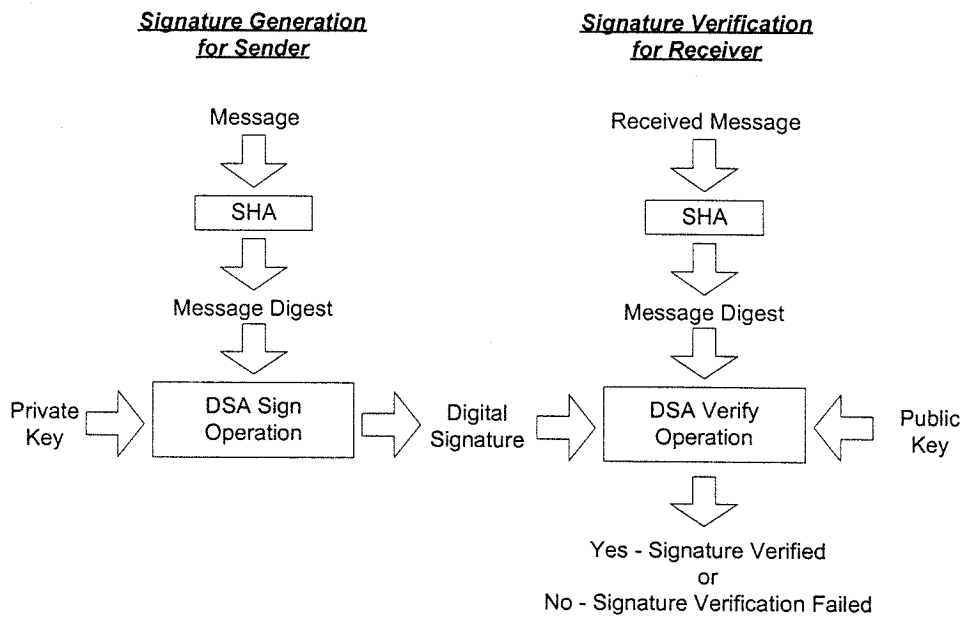 Signature Generation
for Sender
Message
SHA
Message Digest
Private
Key
DSA Sign
Operation
Digital
Signature
Signature Verification
for Receiver
Received Message
SHA
Message Digest
DSA Verify
Operation
Public
Key
Yes - Signature Verified
or
No - Signature Verification Failed